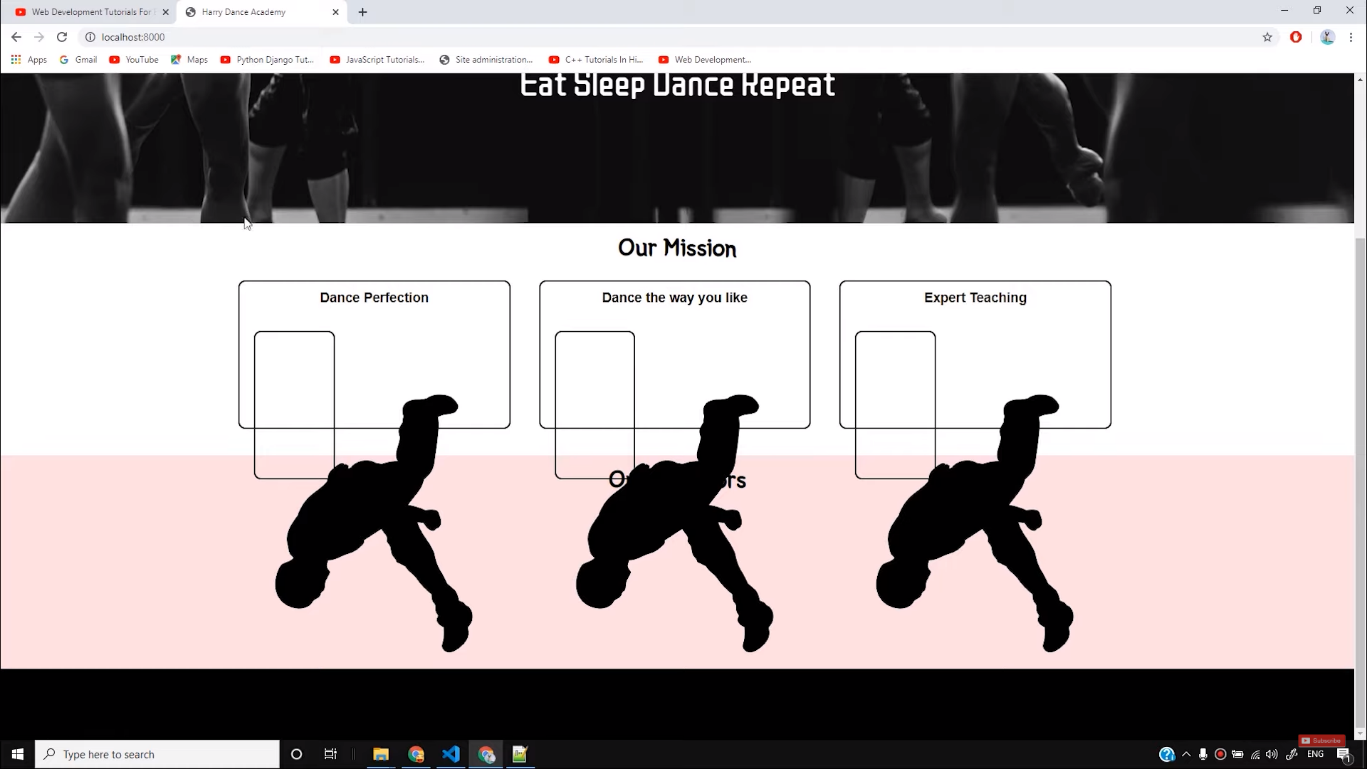 Web Development Tutorials For
Harry Dance Academy
localhost:8000
Apps
Gmail
YouTube
Maps
Python Django Tut...
JavaScript Tutorials...
Site administration...
C++ Tutorials In Hi...
Web Development...
Eat Sleep Dance Repeat
Our Mission
Dance Perfection
Dance the way you like
Expert Teaching
Type here to search
Subscribe
ENG